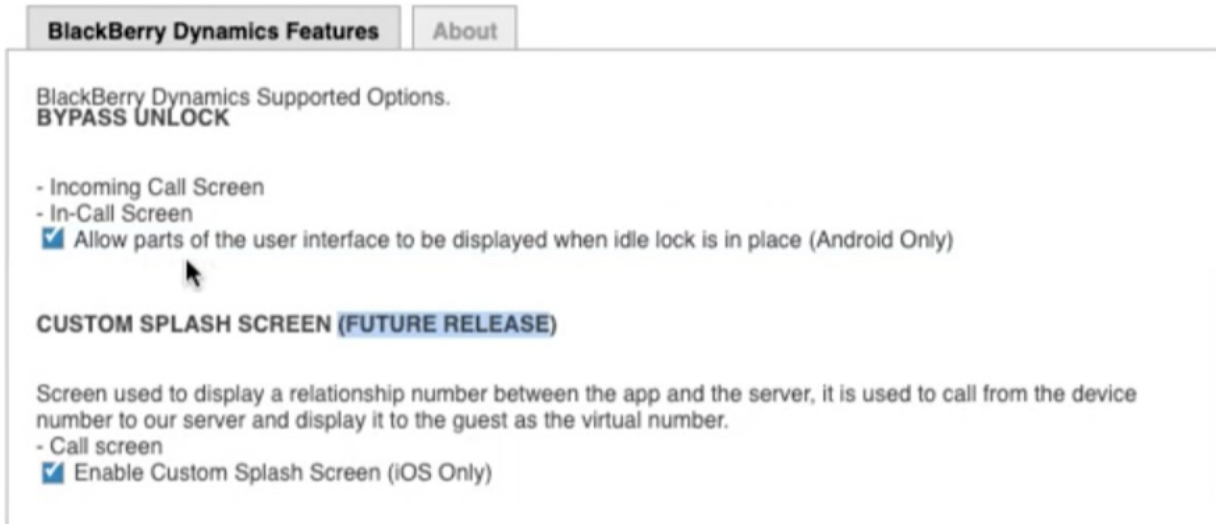 BlackBerry Dynamics Features
About
BlackBerry Dynamics Supported Options.
BYPASS UNLOCK
- Incoming Call Screen
- In-Call Screen
Allow parts of the user interface to be displayed when idle lock is in place (Android Only)
CUSTOM SPLASH SCREEN (FUTURE RELEASE)
Screen used to display a relationship number between the app and the server, it is used to call from the device
number to our server and display it to the guest as the virtual number.
- Call screen
Enable Custom Splash Screen (iOS Only)